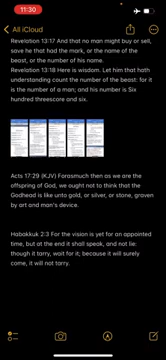 11:30
All iCloud
Revelation 13:17 And that no man might buy or sell,
save he that had the mark, or the name of the
beast, or the number of his name.
Revelation 13:18 Here is wisdom. Let him that hath
understanding count the number of the beast: for it
is the number of a man; and his number is Six
hundred threescore and six.
Acts 17:29 (KJV) Forasmuch then as we are the
offspring of God, we ought not to think that the
Godhead is like unto gold, or silver, or stone, graven
by art and man's device.
Habakkuk 2:3 For the vision is yet for an appointed
time, but at the end it shall speak, and not lie:
though it tarry, wait for it; because it will surely
come, it will not tarry.